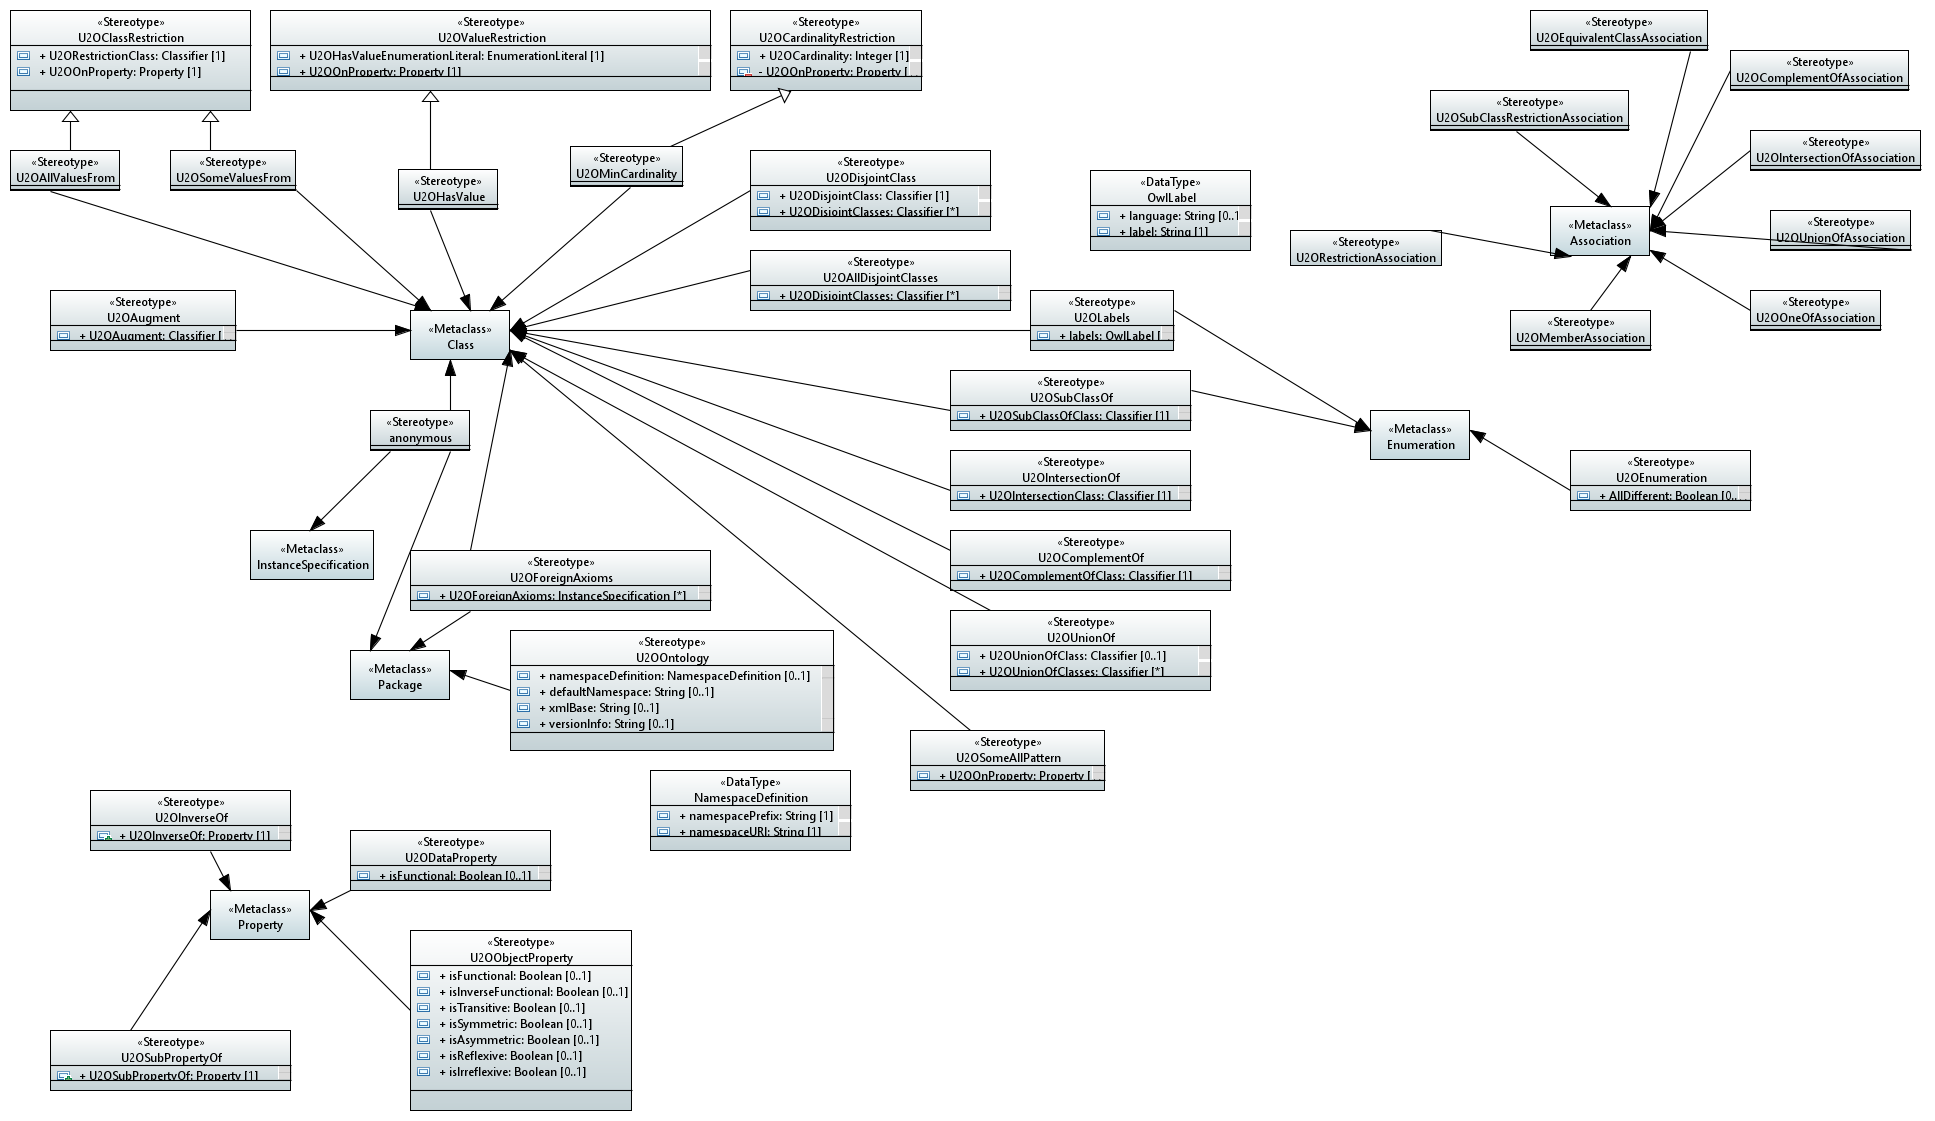 «Stereotype»
U2OClassRestriction
+ U2ORestrictionClass: Classifier [1]
+ U2OOnProperty: Property [1]
«Stereotype»
U2OValueRestriction
+ U2OHasValueEnumerationLiteral: EnumerationLiteral [1]
+ U2OOnProperty: Property [1]
«Stereotype»
U2OCardinalityRestriction
+ U2OCardinality: Integer [1]
- U2OOnProperty: Property [...
«Stereotype»
U2OEquivalentClassAssociation
«Stereotype»
U2OComplementOfAssociation
«Stereotype»
U2OSubClassRestrictionAssociation
«Stereotype»
U2OIntersectionOfAssociation
«Stereotype»
U2OAllValuesFrom
«Stereotype»
U2OSomeValuesFrom
«Stereotype»
U2OHasValue
«Stereotype»
U2OMinCardinality
«Stereotype»
U2ODisjointClass
+ U2ODisjointClass: Classifier [1]
+ U2ODisjointClasses: Classifier [*]
«DataType»
OwlLabel
+ language: String [0..1
+ label: String [1]
«Metaclass»
Association
«Stereotype»
U2OUnionOfAssociation
«Stereotype»
U2ORestrictionAssociation
«Stereotype»
U2OAllDisjointClasses
+ U2ODisjointClasses: Classifier [*]
«Stereotype»
U2OAugment
+ U2OAugment: Classifier [...
«Metaclass»
Class
«Stereotype»
U2OLabels
+ labels: OwlLabel [...
«Stereotype»
U2OMemberAssociation
«Stereotype»
U2OOneOfAssociation
«Stereotype»
U2OSubClassOf
+ U2OSubClassOfClass: Classifier [1]
«Stereotype»
anonymous
«Metaclass»
Enumeration
«Stereotype»
U2OIntersectionOf
+ U2OIntersectionClass: Classifier [1]
«Stereotype»
U2OEnumeration
+ AllDifferent: Boolean [0...
«Metaclass»
InstanceSpecification
«Stereotype»
U2OComplementOf
+ U2OComplementOfClass: Classifier [1]
«Stereotype»
U2OForeignAxioms
+ U2OForeignAxioms: InstanceSpecification [*]
«Stereotype»
U2OUnionOf
+ U2OUnionOfClass: Classifier [0..1]
+ U2OUnionOfClasses: Classifier [*]
«Metaclass»
Package
«Stereotype»
U2OOntology
+ namespaceDefinition: NamespaceDefinition [0..1]
+ defaultNamespace: String [0..1]
+ xmlBase: String [0..1]
+ versionInfo: String [0..1]
«Stereotype»
U2OSomeAllPattern
+ U2OOnProperty: Property [...
«DataType»
NamespaceDefinition
+ namespacePrefix: String [1]
+ namespaceURI: String [1]
«Stereotype»
U2OInverseOf
+ U2OInverseOf: Property [1]
«Stereotype»
U2ODataProperty
+ isFunctional: Boolean [0..1]
«Metaclass»
Property
«Stereotype»
U2OObjectProperty
+ isFunctional: Boolean [0..1]
+ isInverseFunctional: Boolean [0..1]
+ isTransitive: Boolean [0..1]
+ isSymmetric: Boolean [0..1]
+ isAsymmetric: Boolean [0..1]
+ isReflexive: Boolean [0..1]
+ isIrreflexive: Boolean [0..1]
«Stereotype»
U2OSubPropertyOf
+ U2OSubPropertyOf: Property [1]